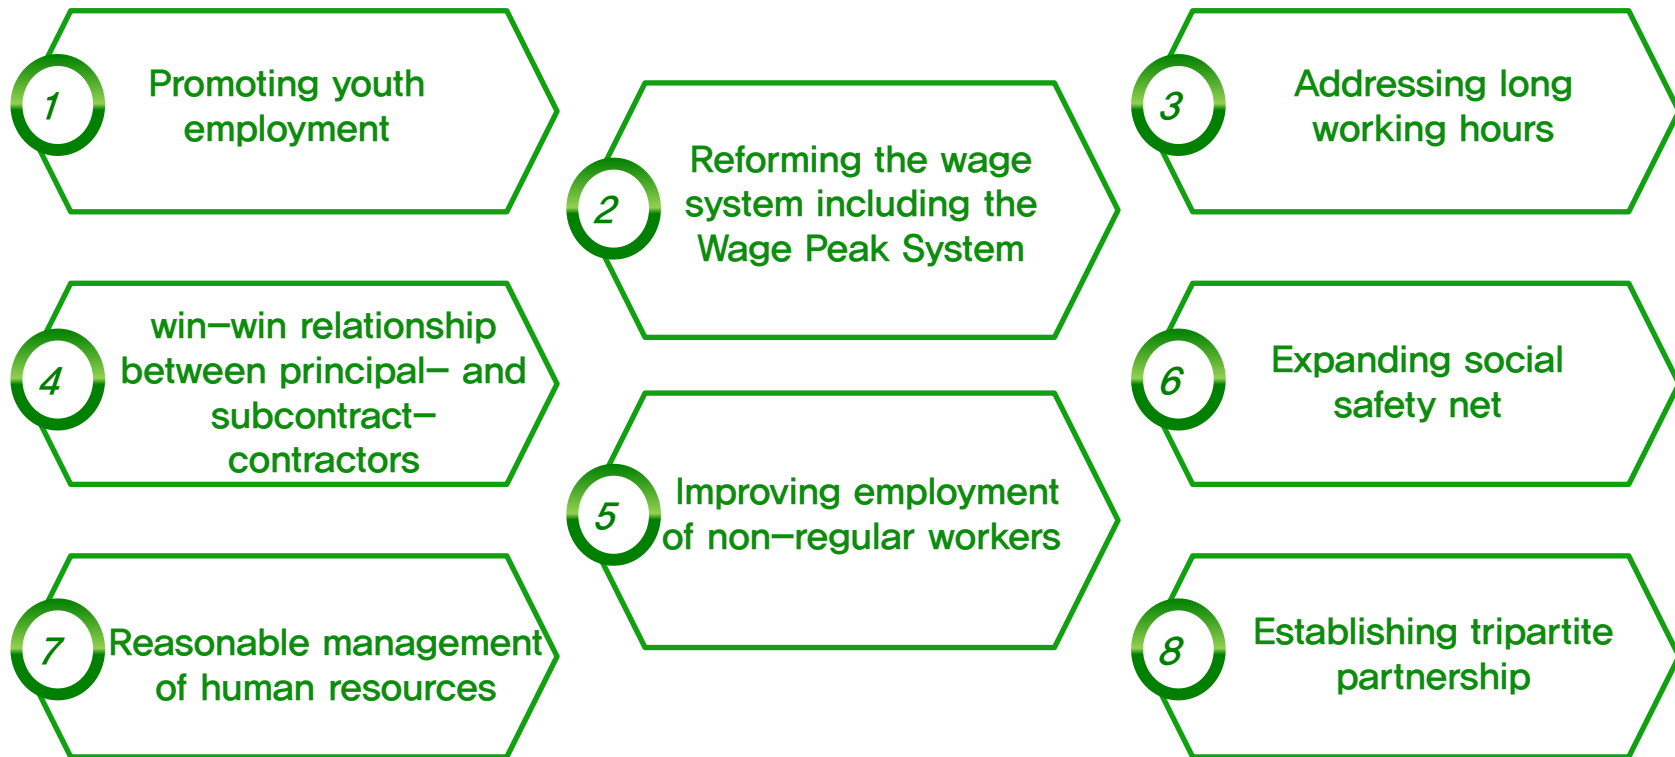 1
Promoting youth
employment
2
Reforming the wage
system including the
Wage Peak System
3
Addressing long
working hours
4
win–win relationship
between principal– and
subcontract–
contractors
5
Improving employment
of non–regular workers
6
Expanding social
safety net
7
Reasonable management
of human resources
8
Establishing tripartite
partnership